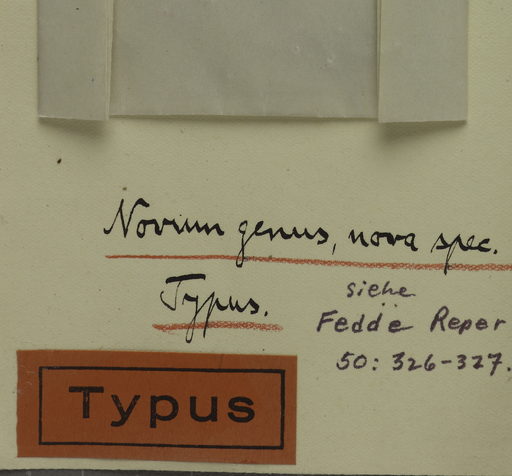 Novum genus, nova spec.
Typus.
siehe
Fedde Reper
50: 326-327.
Typus